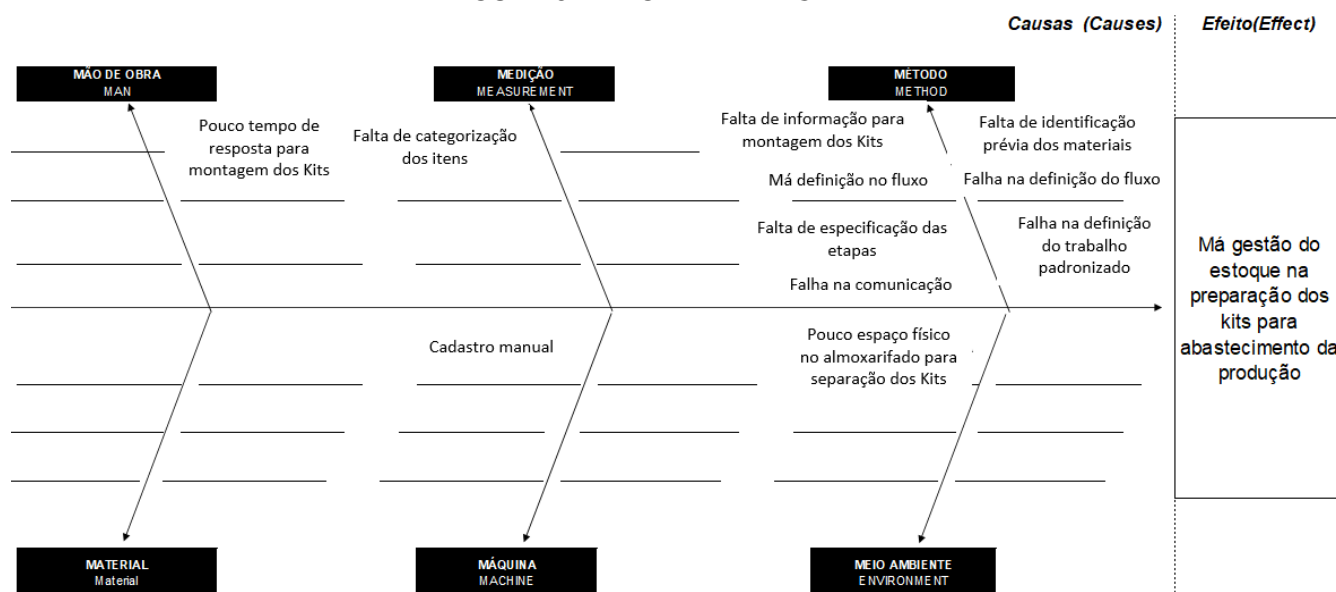 Causas (Causes)
Efeito(Effect)
MÃO DE OBRA
MAN
MEDIÇÃO
MEASUREMENT
MÉTODO
METHOD
Pouco tempo de
resposta para
montagem dos Kits
Falta de categorização
dos itens
Falta de informação para
montagem dos Kits
Falta de identificação
prévia dos materiais
Má definição no fluxo
Falha na definição do fluxo
Falta de especificação das
etapas
Falha na definição
do trabalho
padronizado
Falha na comunicação
Má gestão do
estoque na
preparação dos
kits para
abastecimento da
produção
Cadastro manual
Pouco espaço físico
no almoxarifado para
separação dos Kits
MATERIAL
Material
MÁQUINA
MACHINE
MEIO AMBIENTE
ENVIRONMENT